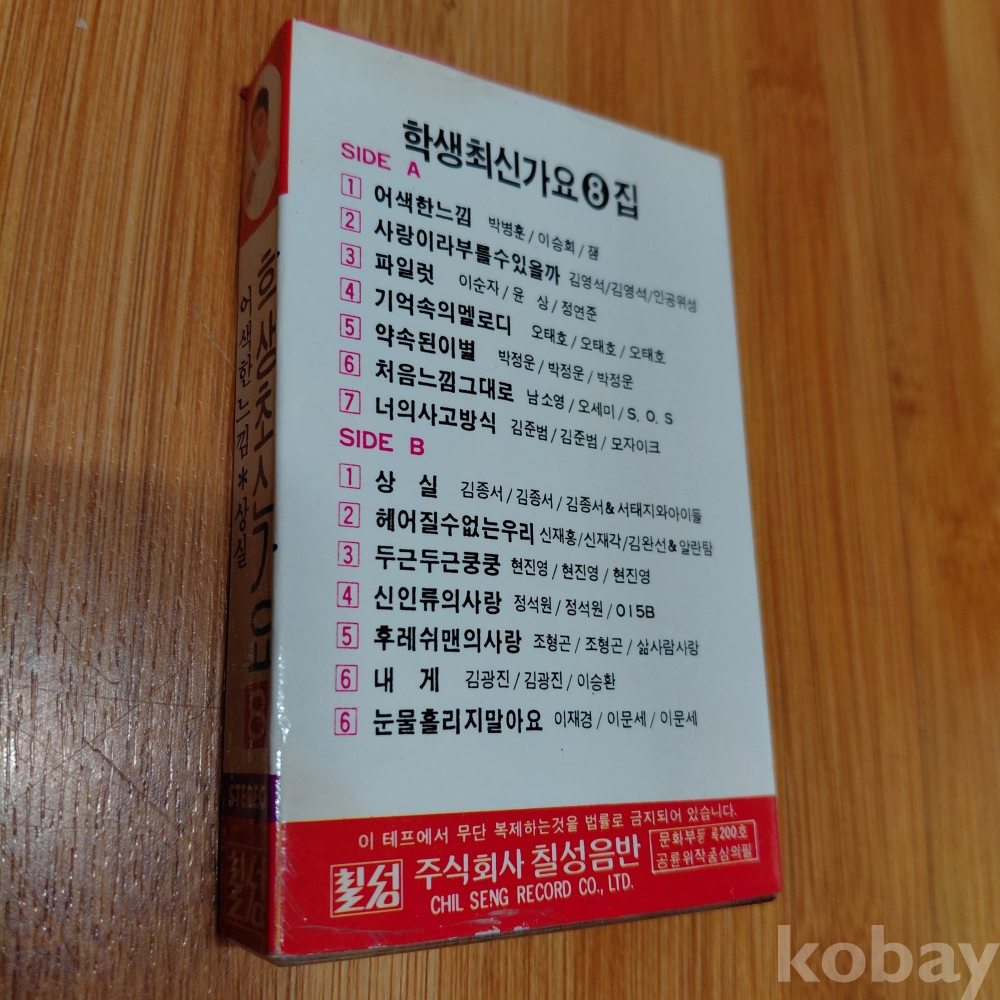 학생최신가요8집
SIDE A
1 어색한느낌 박병훈/이승희/잼
2 사랑이라부를수있을까 김영석/김영석/인공위성
3 파일럿 이순자/윤 상/정연준
4 기억속의멜로디 오태호/오태호/오태호
5 약속된이별 박정운/박정운/박정운
6 처음느낌그대로 남소영/오세미/S.O.S
7 너의사고방식 김준범/김준범/모자이크
SIDE B
1 상 실 김종서/김종서/김종서&서태지와아이들
2 헤어질수없는우리 신재홍/신재각/김완선&알란탐
3 두근두근쿵쿵 현진영/현진영/현진영
4 신인류의사랑 정석원/정석원/015B
5 후레쉬맨의사랑 조형곤/조형곤/삶사람사랑
6 내 게 김광진/김광진/이승환
6 눈물흘리지말아요 이재경/이문세/이문세
이 테프에서 무단 복제하는것을 법률로 금지되어 있습니다.
칠성 주식회사 칠성음반
CHIL SENG RECORD CO., LTD.
문화부등록200호
공륜위작품심의필
학생최신가요 8
어색한느낌*상실
STEREO
칠성
kobay